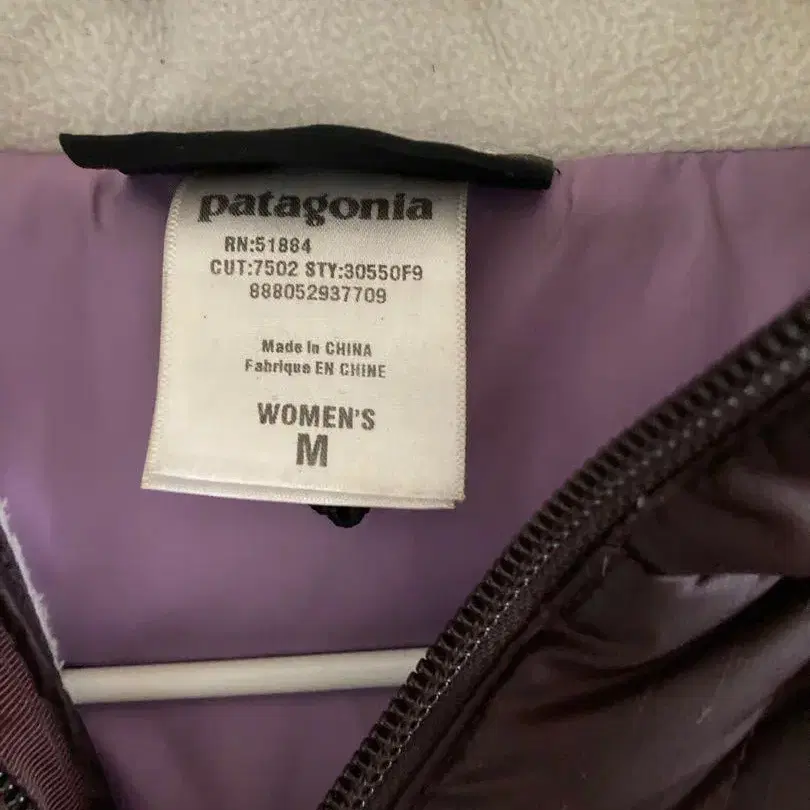 patagonia
RN:51884
CUT:7502 STY:30550F9
888052937709
Made in CHINA
Fabriqué EN CHINE
WOMEN'S
M